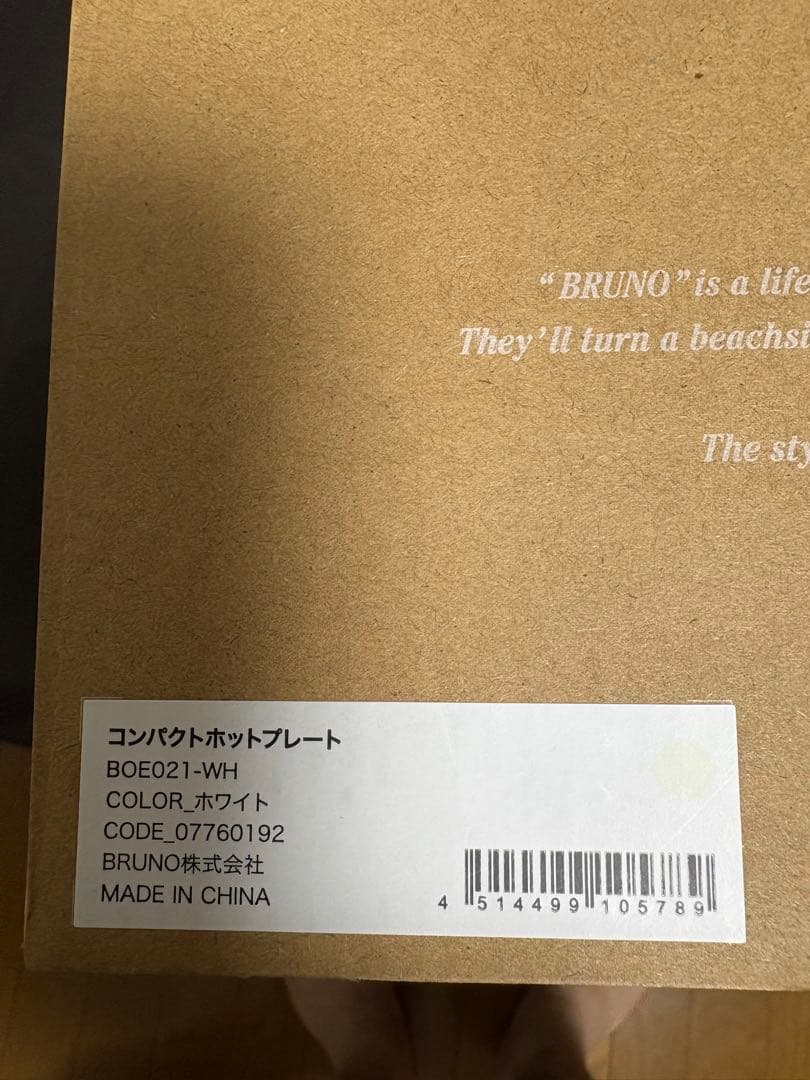 “BRUNO” is a life
They’ll turn a beachsi
The sty
コンパクトホットプレート
BOE021-WH
COLOR_ホワイト
CODE_07760192
BRUNO株式会社
MADE IN CHINA
4 514499 105789